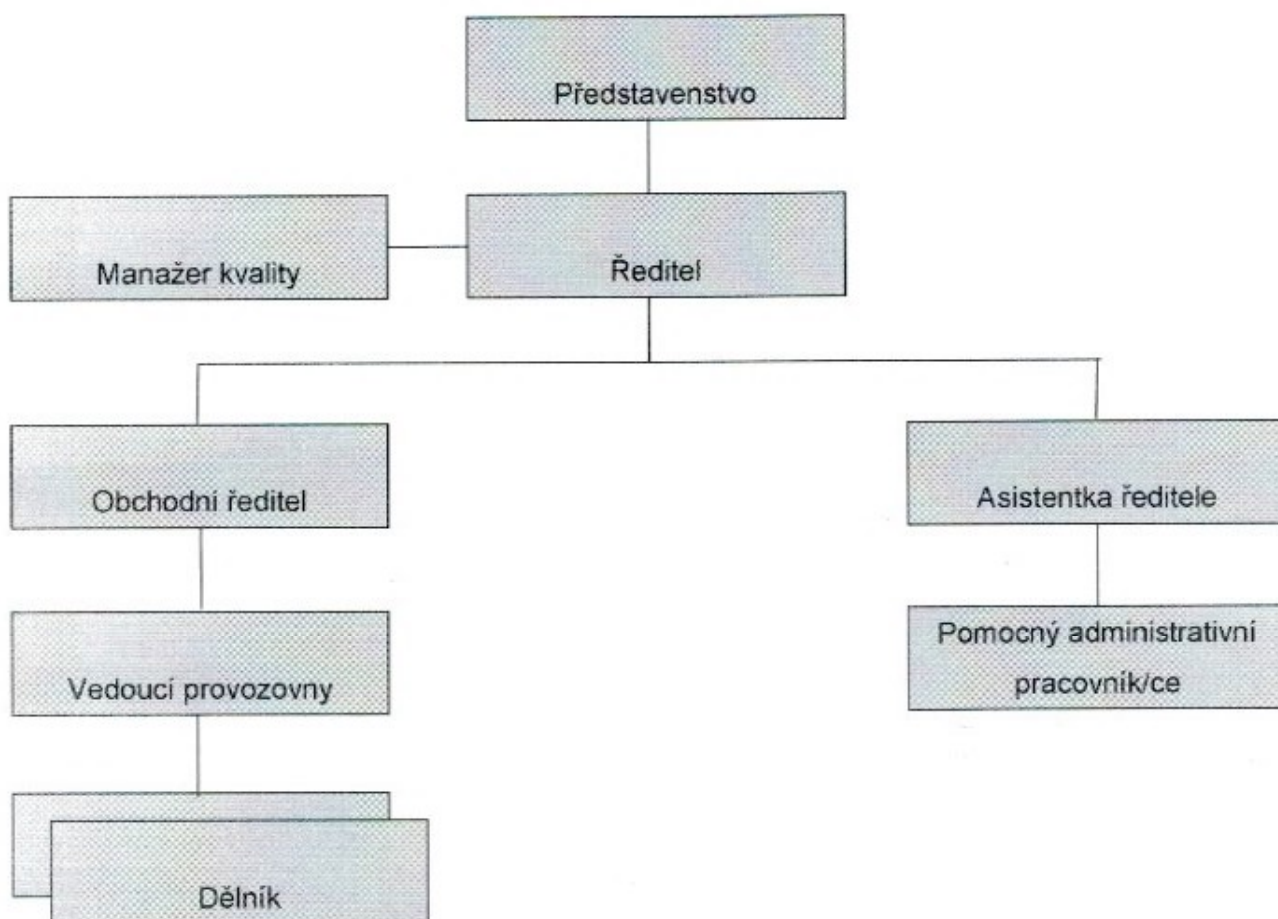 Představenstvo
Manažer kvality
Ředitel
Obchodní ředitel
Asistentka ředitele
Vedoucí provozovny
Pomocný administrativní
pracovník/ce
Dělník